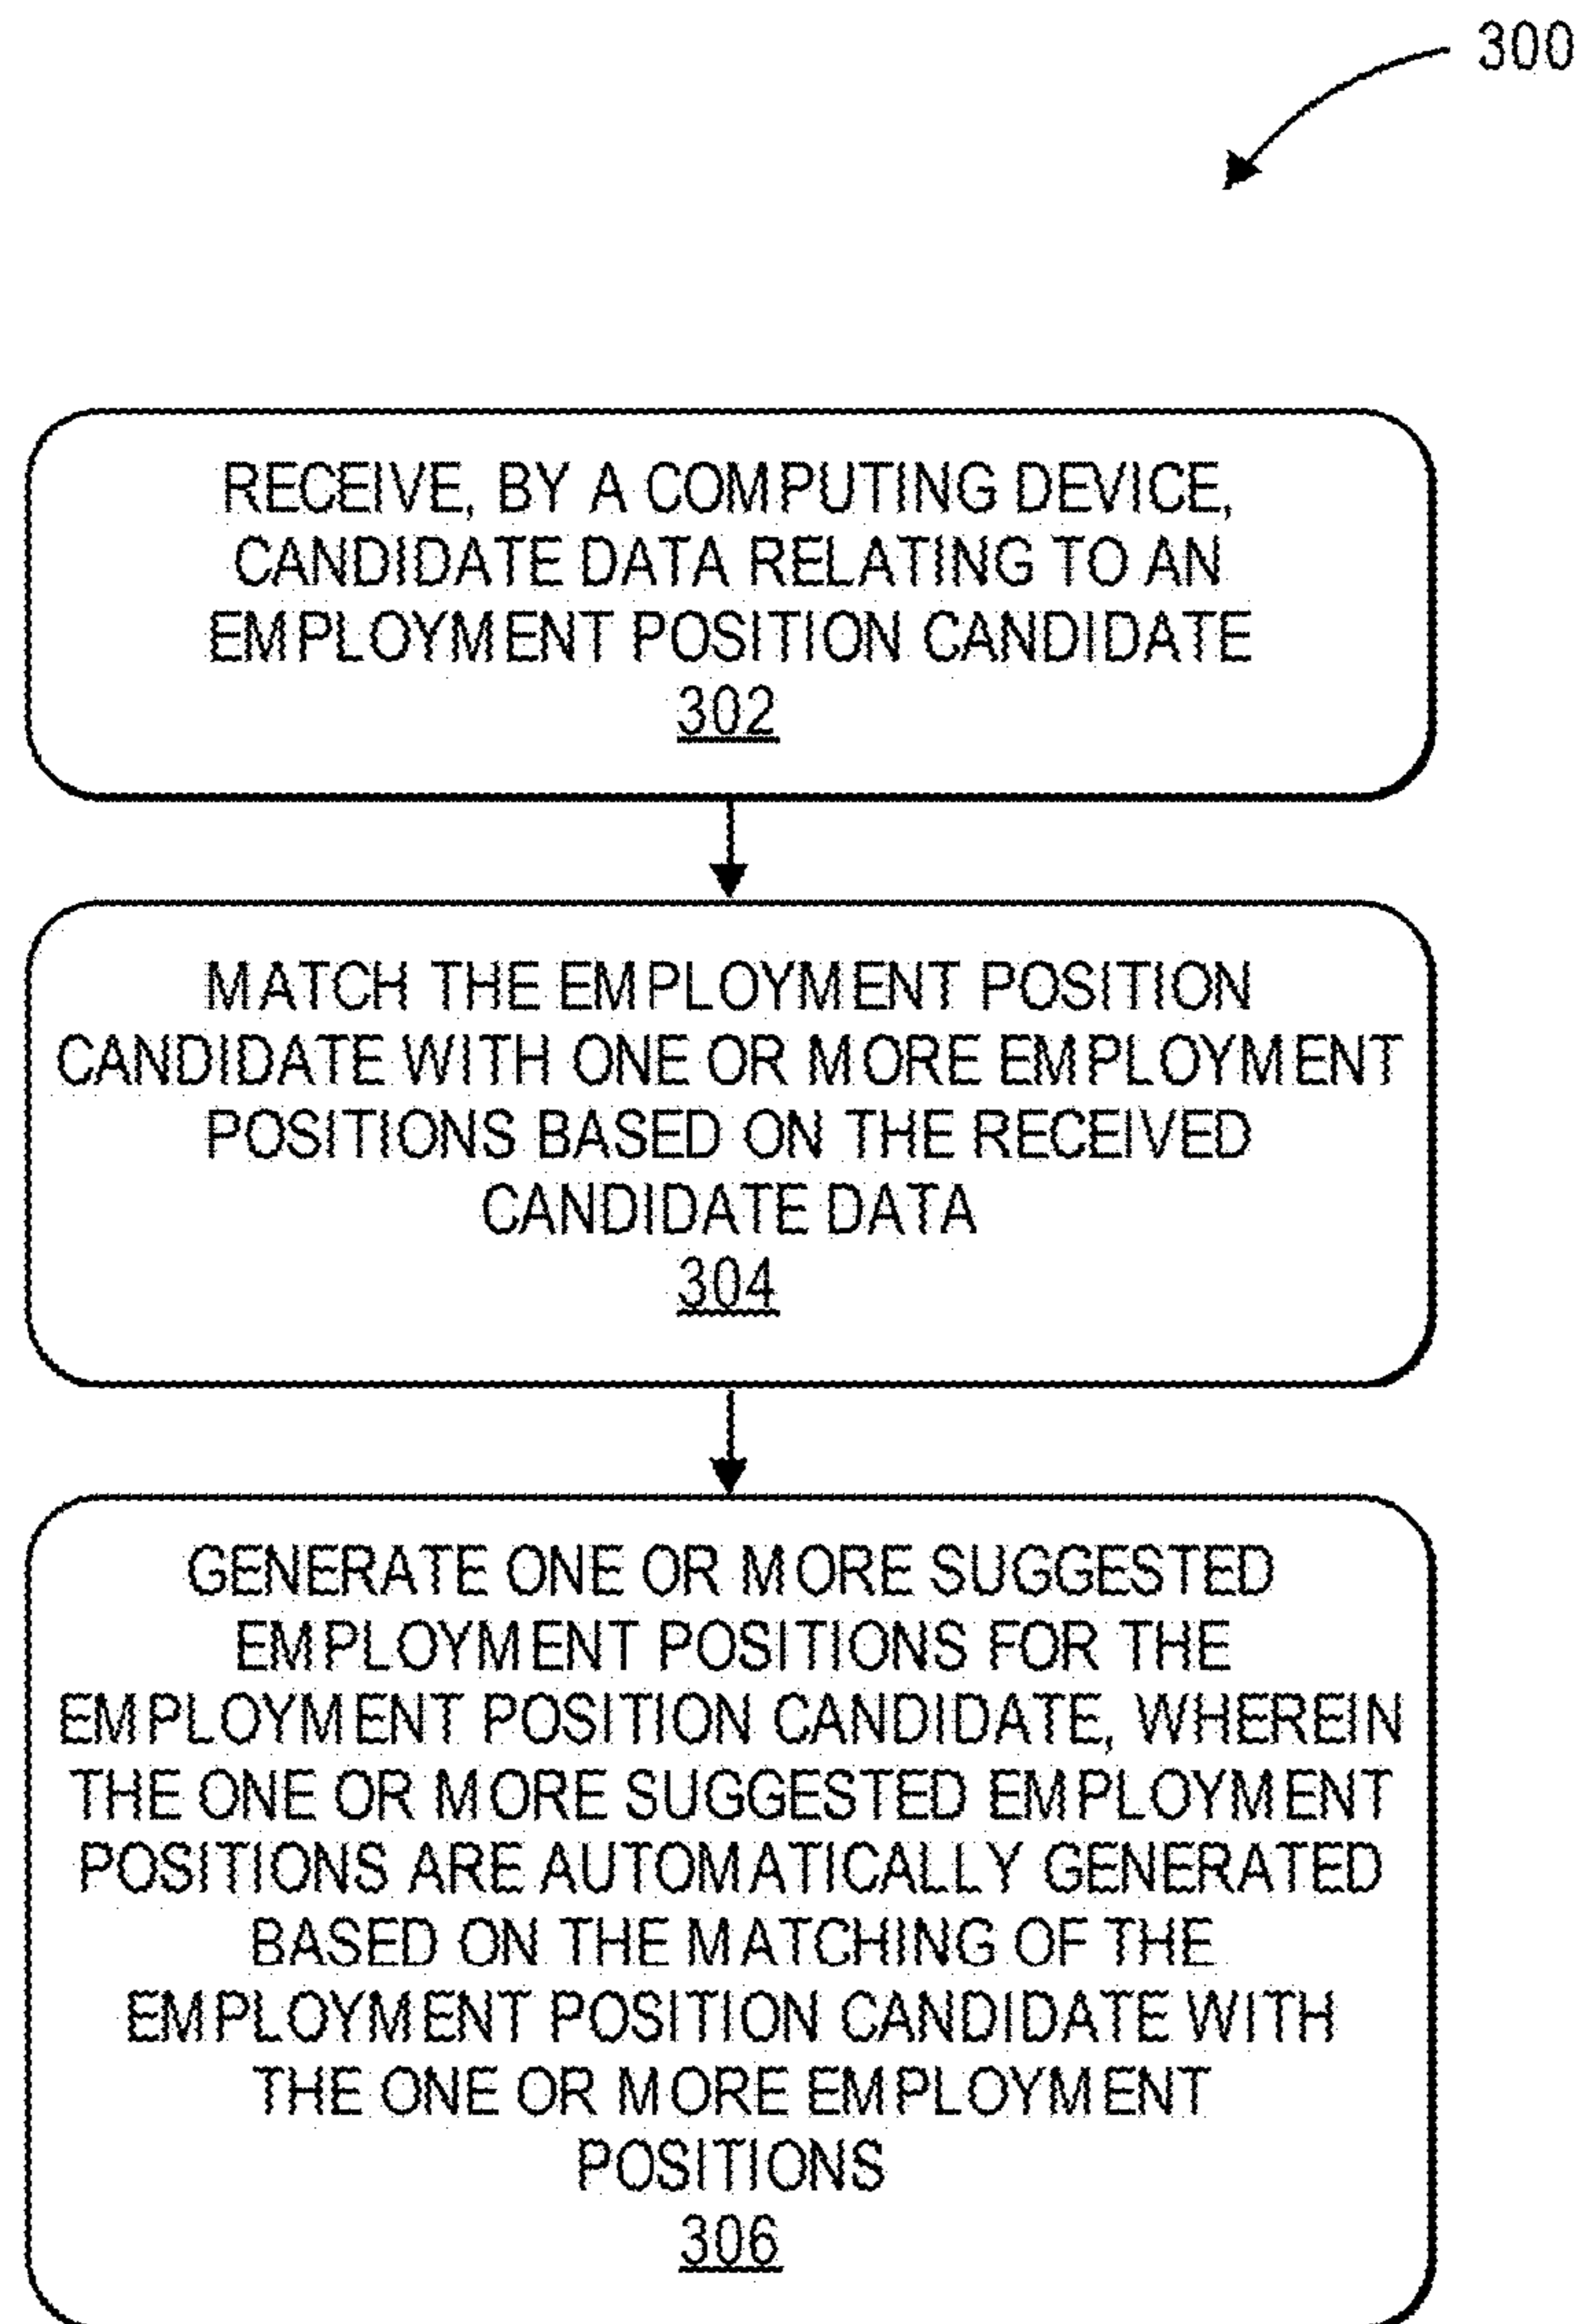 300
RECEIVE, BY A COMPUTING DEVICE,
CANDIDATE DATA RELATING TO AN
EMPLOYMENT POSITION CANDIDATE
302
MATCH THE EMPLOYMENT POSITION
CANDIDATE WITH ONE OR MORE EMPLOYMENT
POSITIONS BASED ON THE RECEIVED
CANDIDATE DATA
304
GENERATE ONE OR MORE SUGGESTED
EMPLOYMENT POSITIONS FOR THE
EMPLOYMENT POSITION CANDIDATE, WHEREIN
THE ONE OR MORE SUGGESTED EMPLOYMENT
POSITIONS ARE AUTOMATICALLY GENERATED
BASED ON THE MATCHING OF THE
EMPLOYMENT POSITION CANDIDATE WITH
THE ONE OR MORE EMPLOYMENT
POSITIONS
306